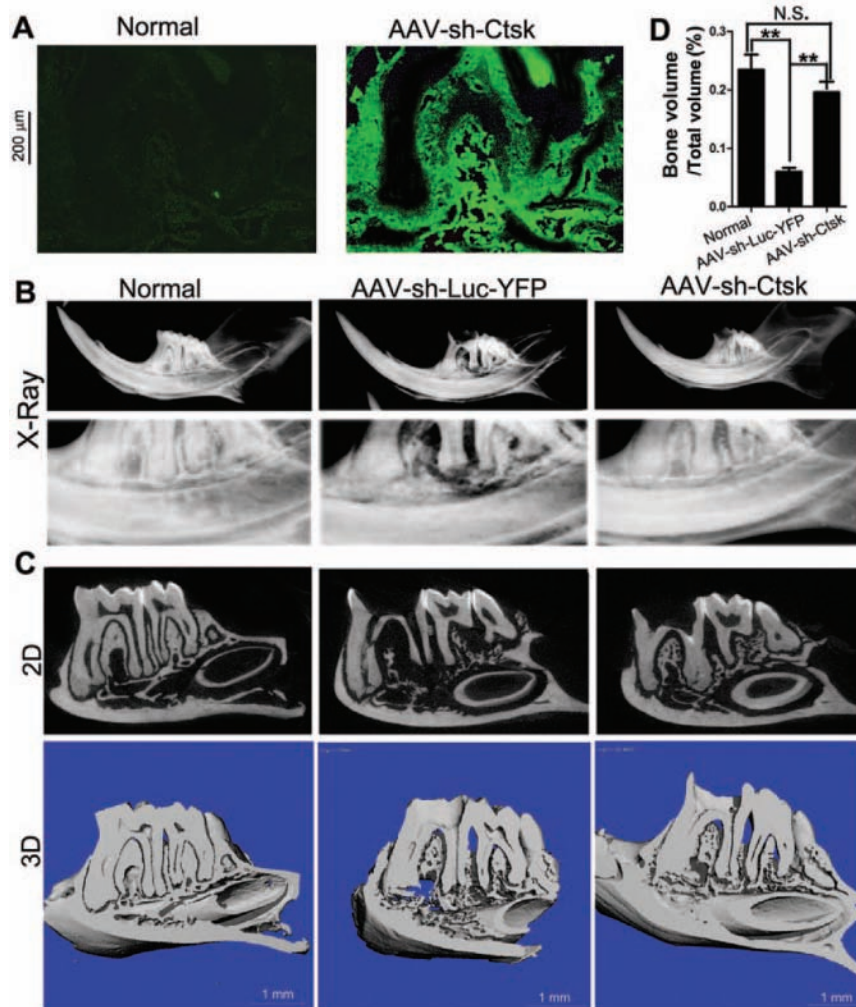 A
Normal
AAV-sh-Ctsk
200 µm
D
N.S.
**
**
Bone volume
/Total volume (%)
0.3
0.2
0.1
0.0
Normal
AAV-sh-Luc-YFP
AAV-sh-Ctsk
B
Normal
AAV-sh-Luc-YFP
AAV-sh-Ctsk
X-Ray
C
2D
3D
1 mm
1 mm
1 mm